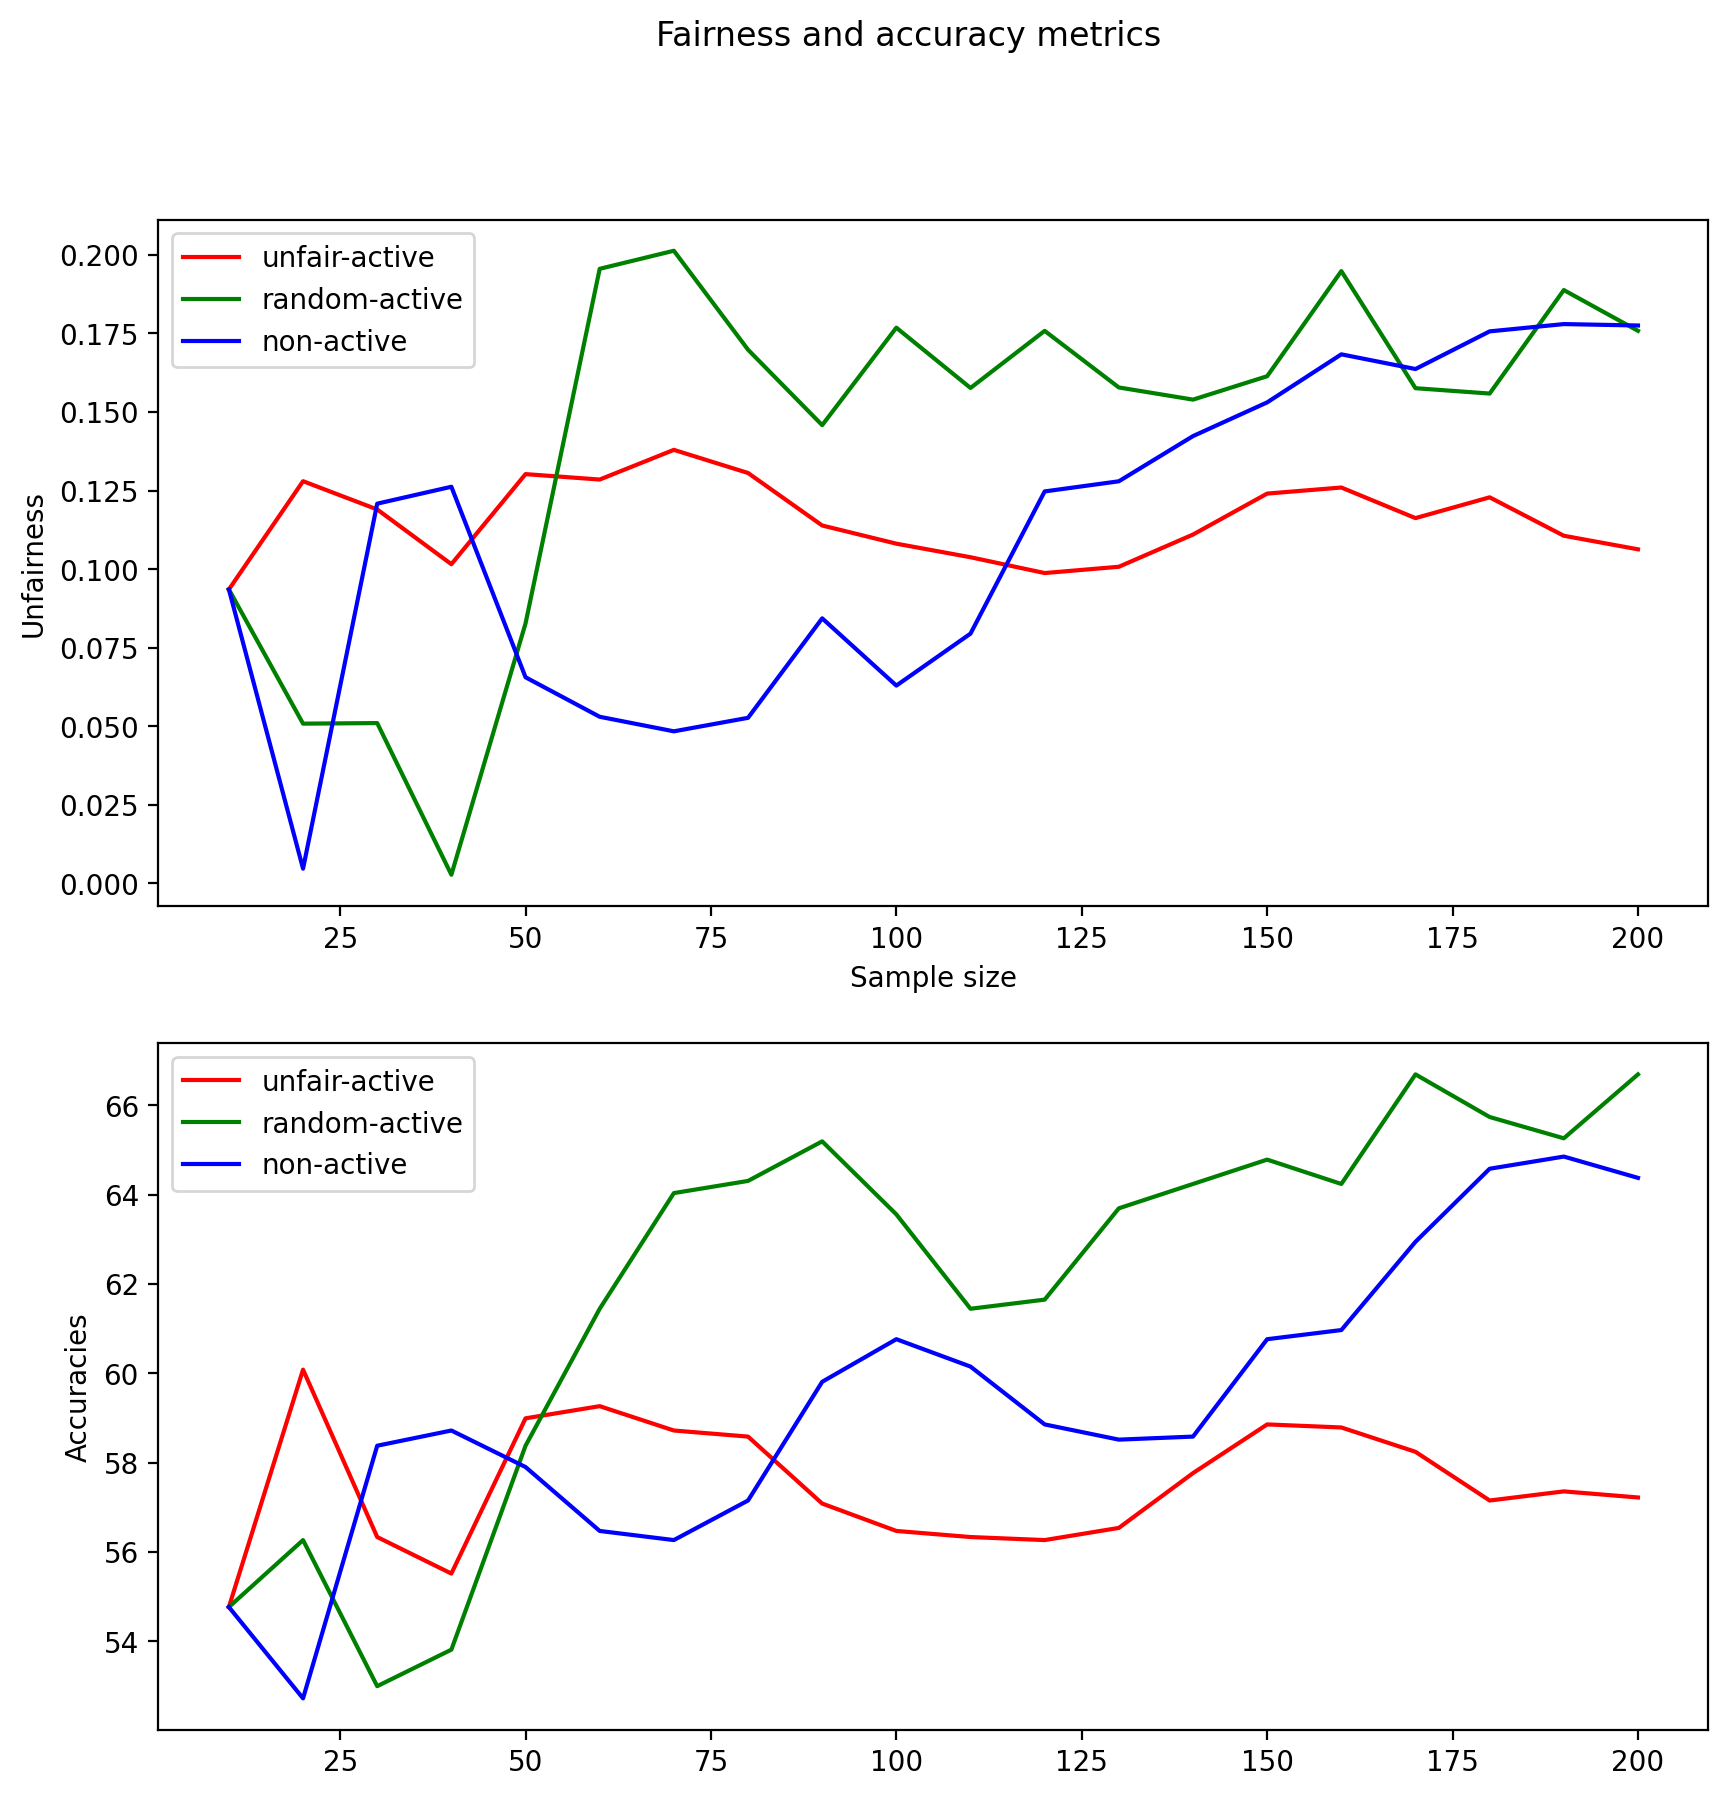 Fairness and accuracy metrics
unfair-active
random-active
non-active
Unfairness
0.200
0.175
0.150
0.125
0.100
0.075
0.050
0.025
0.000
25 50 75 100 125 150 175 200
Sample size
unfair-active
random-active
non-active
Accuracies
66
64
62
60
58
56
54
25 50 75 100 125 150 175 200